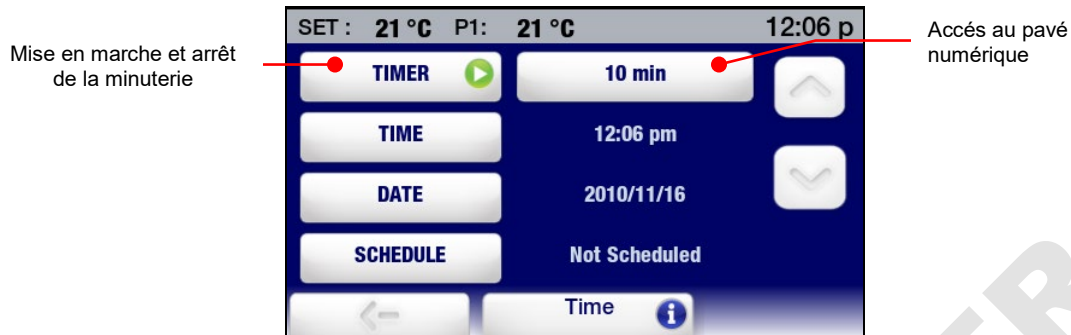 SET : 21 °C P1: 21 °C 12:06 p
Mise en marche et arrêt
de la minuterie
Accés au pavé
numérique
TIMER 10 min
TIME 12:06 pm
DATE 2010/11/16
SCHEDULE Not Scheduled
Time